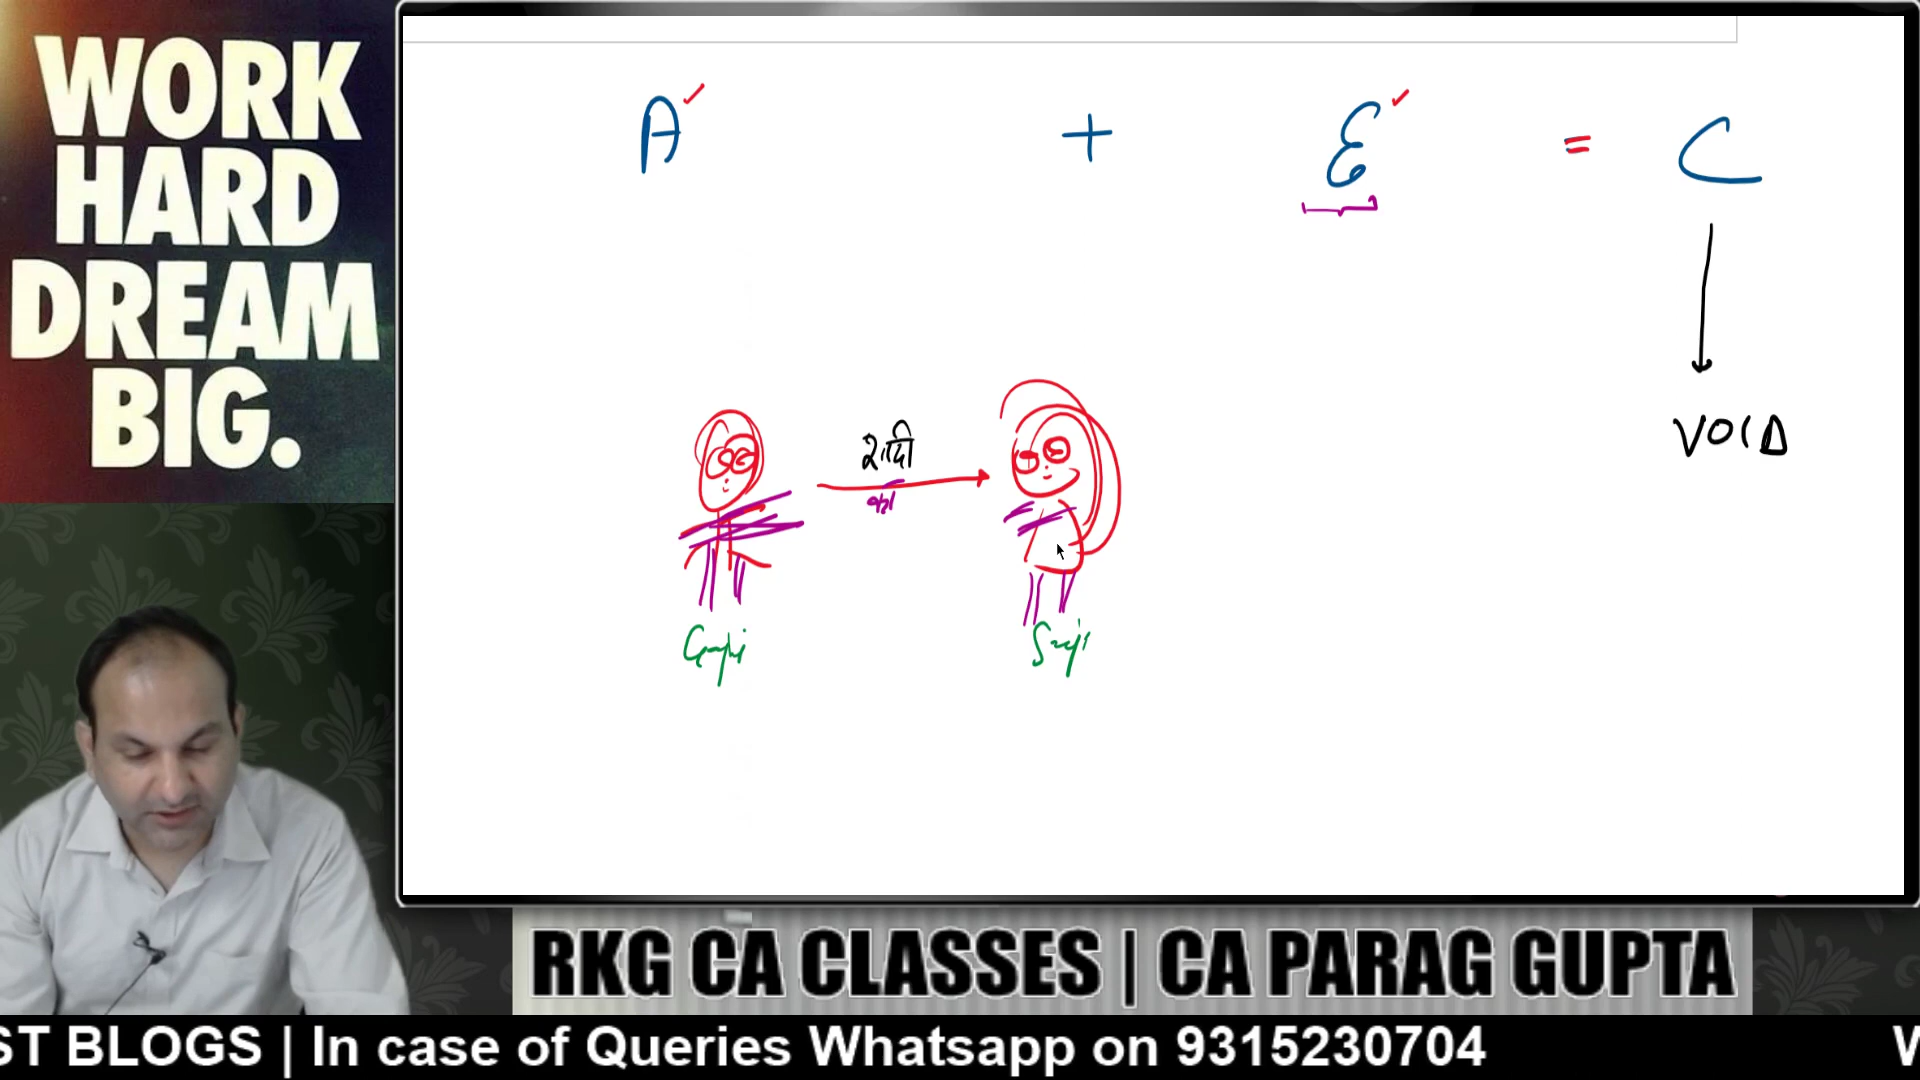 WORK
HARD
DREAM
BIG.
A + E = C
VOID
शादी
का
Gopi
RKG CA CLASSES | CA PARAG GUPTA
ST BLOGS | In case of Queries Whatsapp on 9315230704 W